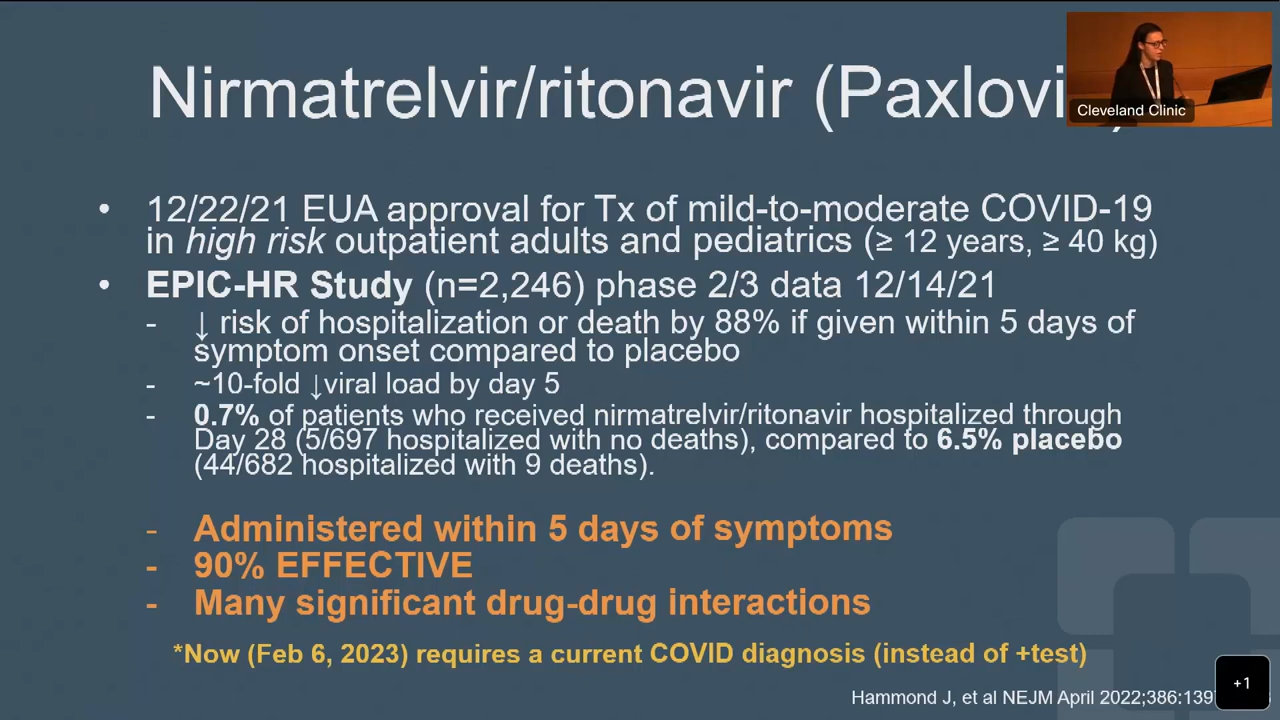 Nirmatrelvir/ritonavir (Paxlovi
Cleveland Clinic
• 12/22/21 EUA approval for Tx of mild-to-moderate COVID-19
in high risk outpatient adults and pediatrics (≥ 12 years, ≥ 40 kg)
• EPIC-HR Study (n=2,246) phase 2/3 data 12/14/21
- ↓ risk of hospitalization or death by 88% if given within 5 days of
symptom onset compared to placebo
- ~10-fold ↓viral load by day 5
- 0.7% of patients who received nirmatrelvir/ritonavir hospitalized through
Day 28 (5/697 hospitalized with no deaths), compared to 6.5% placebo
(44/682 hospitalized with 9 deaths).
- Administered within 5 days of symptoms
- 90% EFFECTIVE
- Many significant drug-drug interactions
*Now (Feb 6, 2023) requires a current COVID diagnosis (instead of +test)
Hammond J, et al NEJM April 2022;386:139
+1